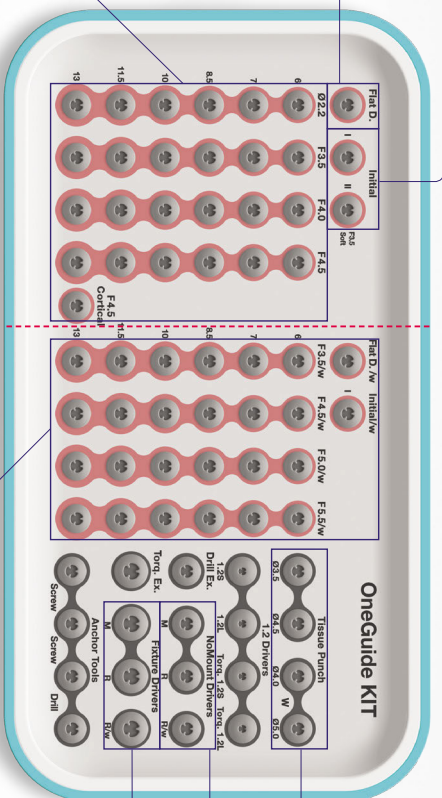 OneGuide KIT
Flat D.
Initial
I
II
F3.5
Soft
Ø2.2
F3.5
F4.0
F4.5
6
7
8.5
10
11.5
13
F4.5
Cortical
Flat D. /w
Initial/w
I
F3.5/w
F4.5/w
F5.0/w
F5.5/w
6
7
8.5
10
11.5
13
Tissue Punch
Ø3.5
Ø4.5
Ø4.0
W
Ø5.0
1.2 Drivers
1.2S
1.2L
Torq. 1.2S
Torq. 1.2L
Drill Ex.
NoMount Drivers
M
R
R/w
Torq. Ex.
Fixture Drivers
M
R
R/w
Anchor Tools
Screw
Screw
Drill